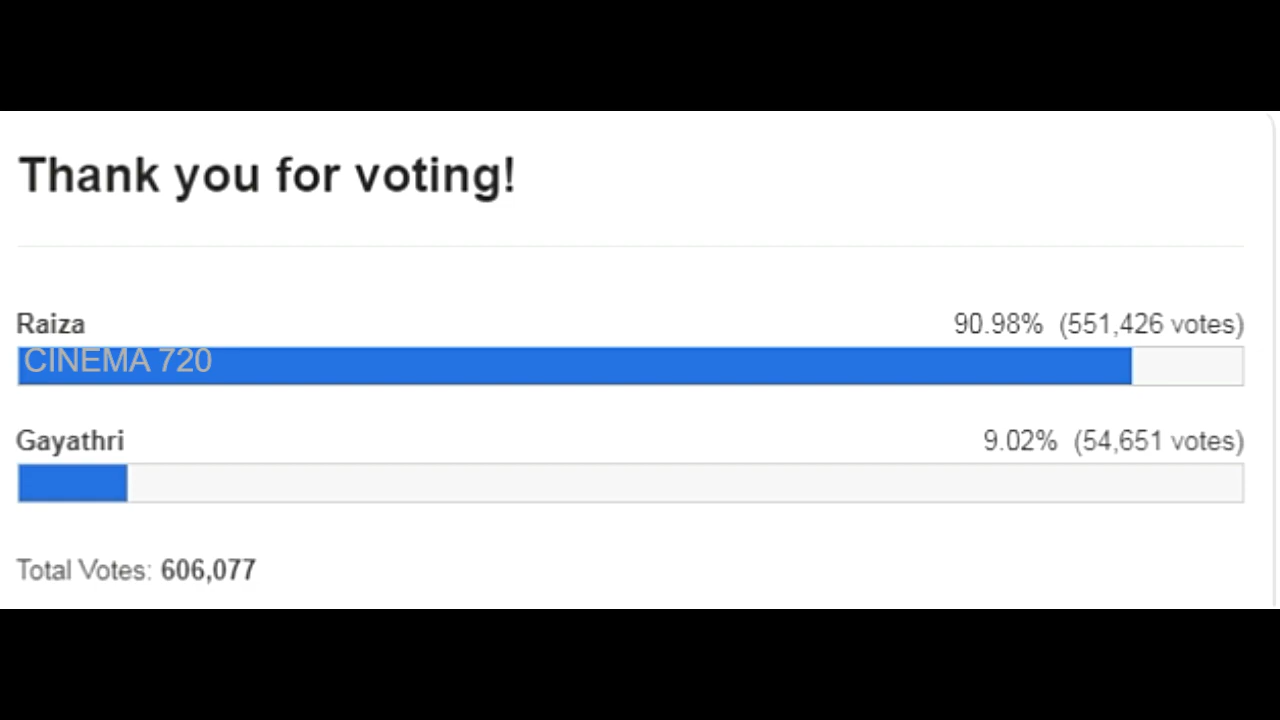 Thank you for voting!
Raiza 90.98% (551,426 votes)
CINEMA 720
Gayathri 9.02% (54,651 votes)
Total Votes: 606,077